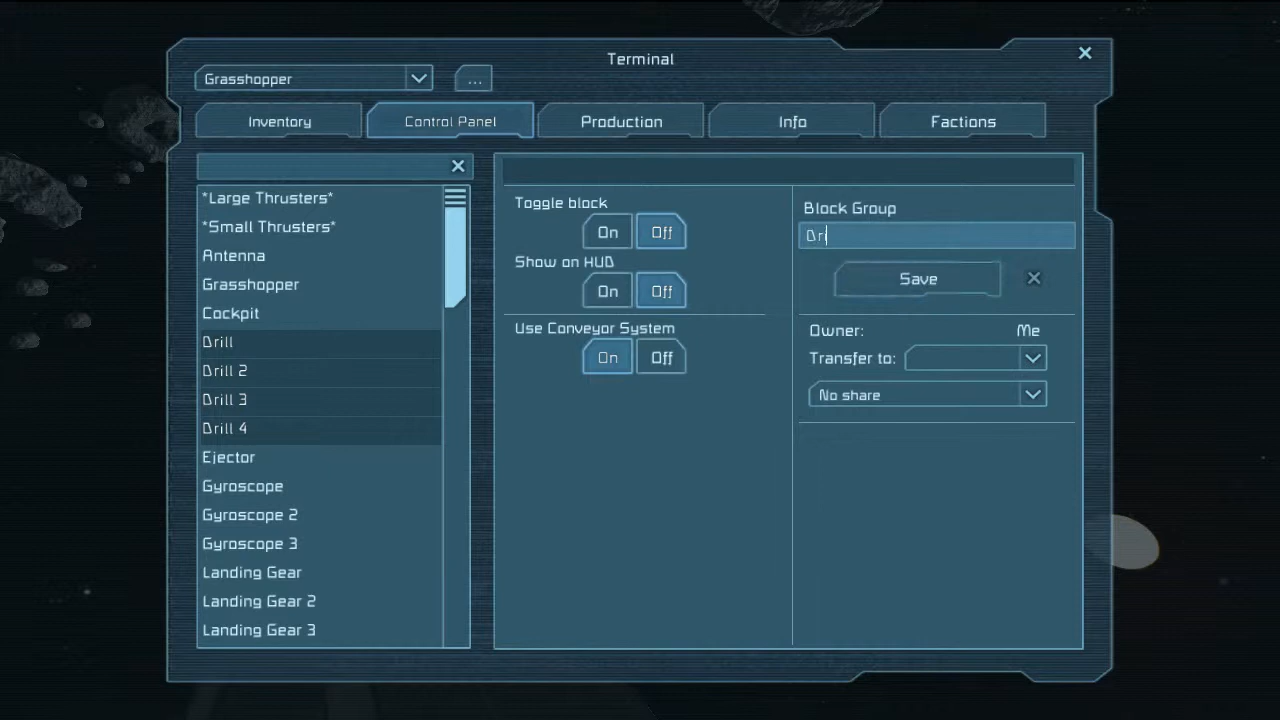 Terminal
Grasshopper
...
Inventory
Control Panel
Production
Info
Factions
*Large Thrusters*
*Small Thrusters*
Antenna
Grasshopper
Cockpit
Drill
Drill 2
Drill 3
Drill 4
Ejector
Gyroscope
Gyroscope 2
Gyroscope 3
Landing Gear
Landing Gear 2
Landing Gear 3
Toggle block
On Off
Show on HUD
On Off
Use Conveyor System
On Off
Block Group
Dri
Save
Owner: Me
Transfer to:
No share